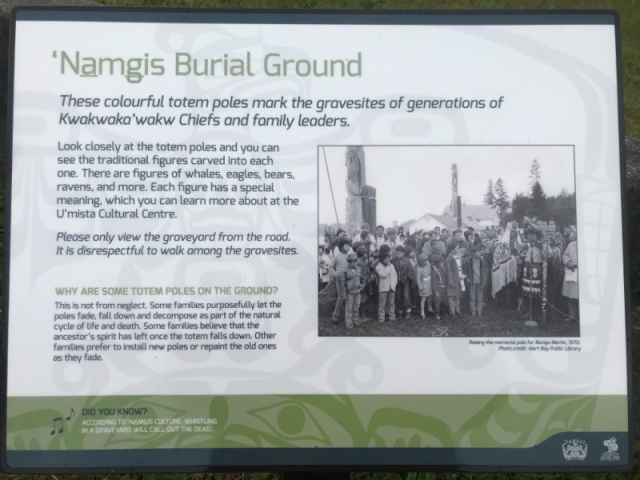 ‘Na̱mg̱is Burial Ground
These colourful totem poles mark the gravesites of generations of
Kwakwaka’wakw Chiefs and family leaders.
Look closely at the totem poles and you can
see the traditional figures carved into each
one. There are figures of whales, eagles, bears,
ravens, and more. Each figure has a special
meaning, which you can learn more about at the
U’mista Cultural Centre.
Please only view the graveyard from the road.
It is disrespectful to walk among the gravesites.
WHY ARE SOME TOTEM POLES ON THE GROUND?
This is not from neglect. Some families purposefully let the
poles fade, fall down and decompose as part of the natural
cycle of life and death. Some families believe that the
ancestor’s spirit has left once the totem falls down. Other
families prefer to install new poles or repaint the old ones
as they fade.
Raising the memorial pole for Mungo Martin, 1970.
Photo credit: Alert Bay Public Library
DID YOU KNOW?
ACCORDING TO ‘NAMGIS CULTURE, WHISTLING
IN A GRAVEYARD WILL CALL OUT THE DEAD.